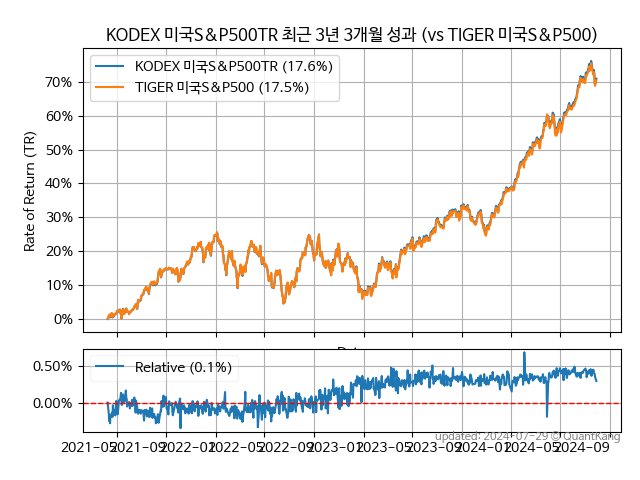 KODEX 미국S&P500TR 최근 3년 3개월 성과 (vs TIGER 미국S&P500)
KODEX 미국S&P500TR (17.6%)
TIGER 미국S&P500 (17.5%)
Rate of Return (TR)
70%
60%
50%
40%
30%
20%
10%
0%
Relative (0.1%)
0.50%
0.00%
updated: 2024-07-29 © QuantKang
2021-05 2021-09 2022-01 2022-05 2022-09 2023-01 2023-05 2023-09 2024-01 2024-05 2024-09